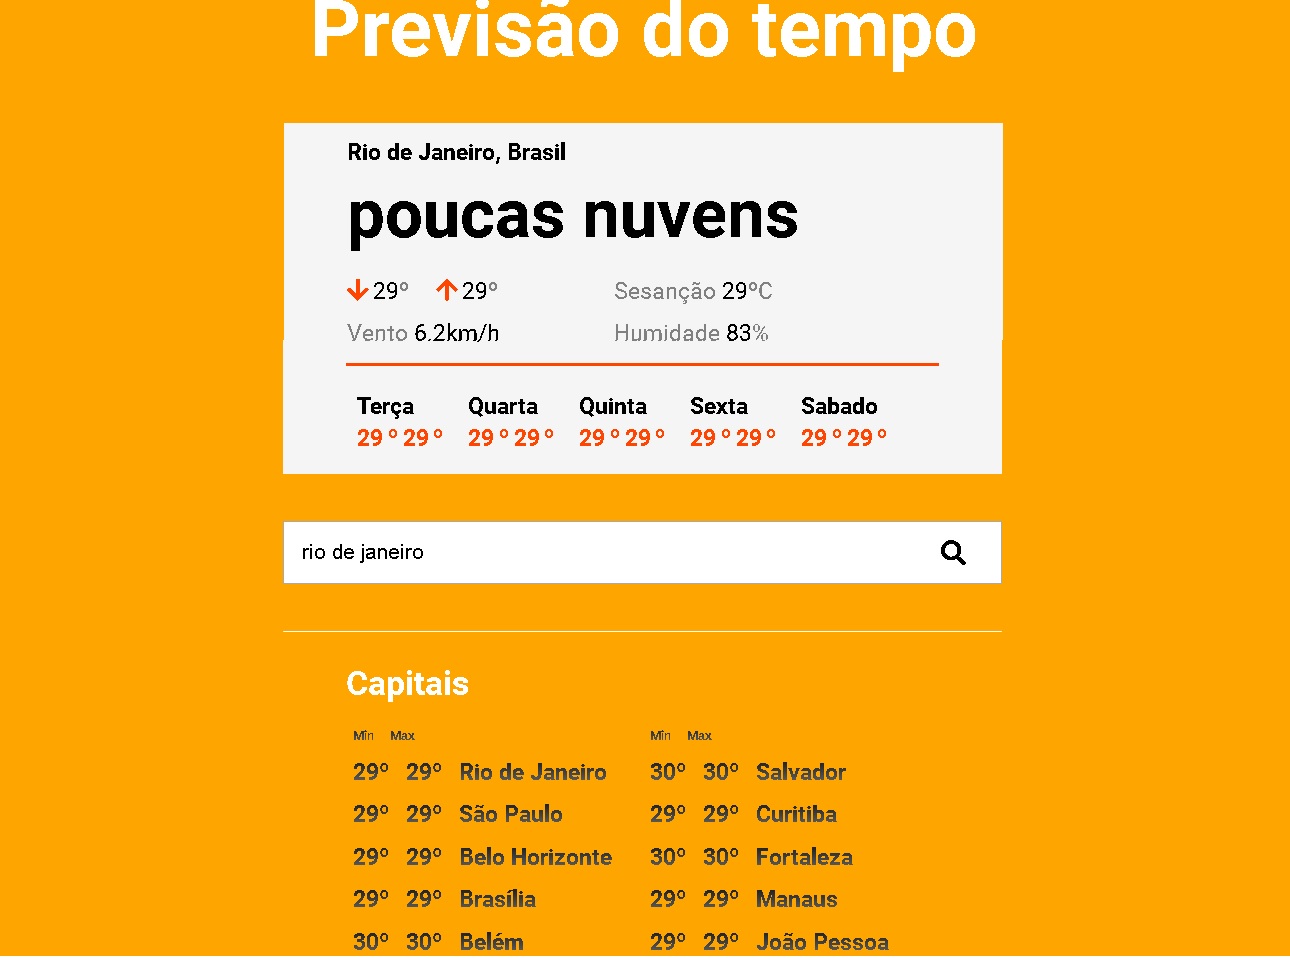 Previsão do tempo
Rio de Janeiro, Brasil
poucas nuvens
29º 29º Sesanção 29ºC
Vento 6.2km/h Humidade 83%
Terça Quarta Quinta Sexta Sabado
29 º 29 º 29 º 29 º 29 º 29 º 29 º 29 º 29 º 29 º
rio de janeiro
Capitais
Min Max Min Max
29º 29º Rio de Janeiro 30º 30º Salvador
29º 29º São Paulo 29º 29º Curitiba
29º 29º Belo Horizonte 30º 30º Fortaleza
29º 29º Brasília 29º 29º Manaus
30º 30º Belém 29º 29º João Pessoa